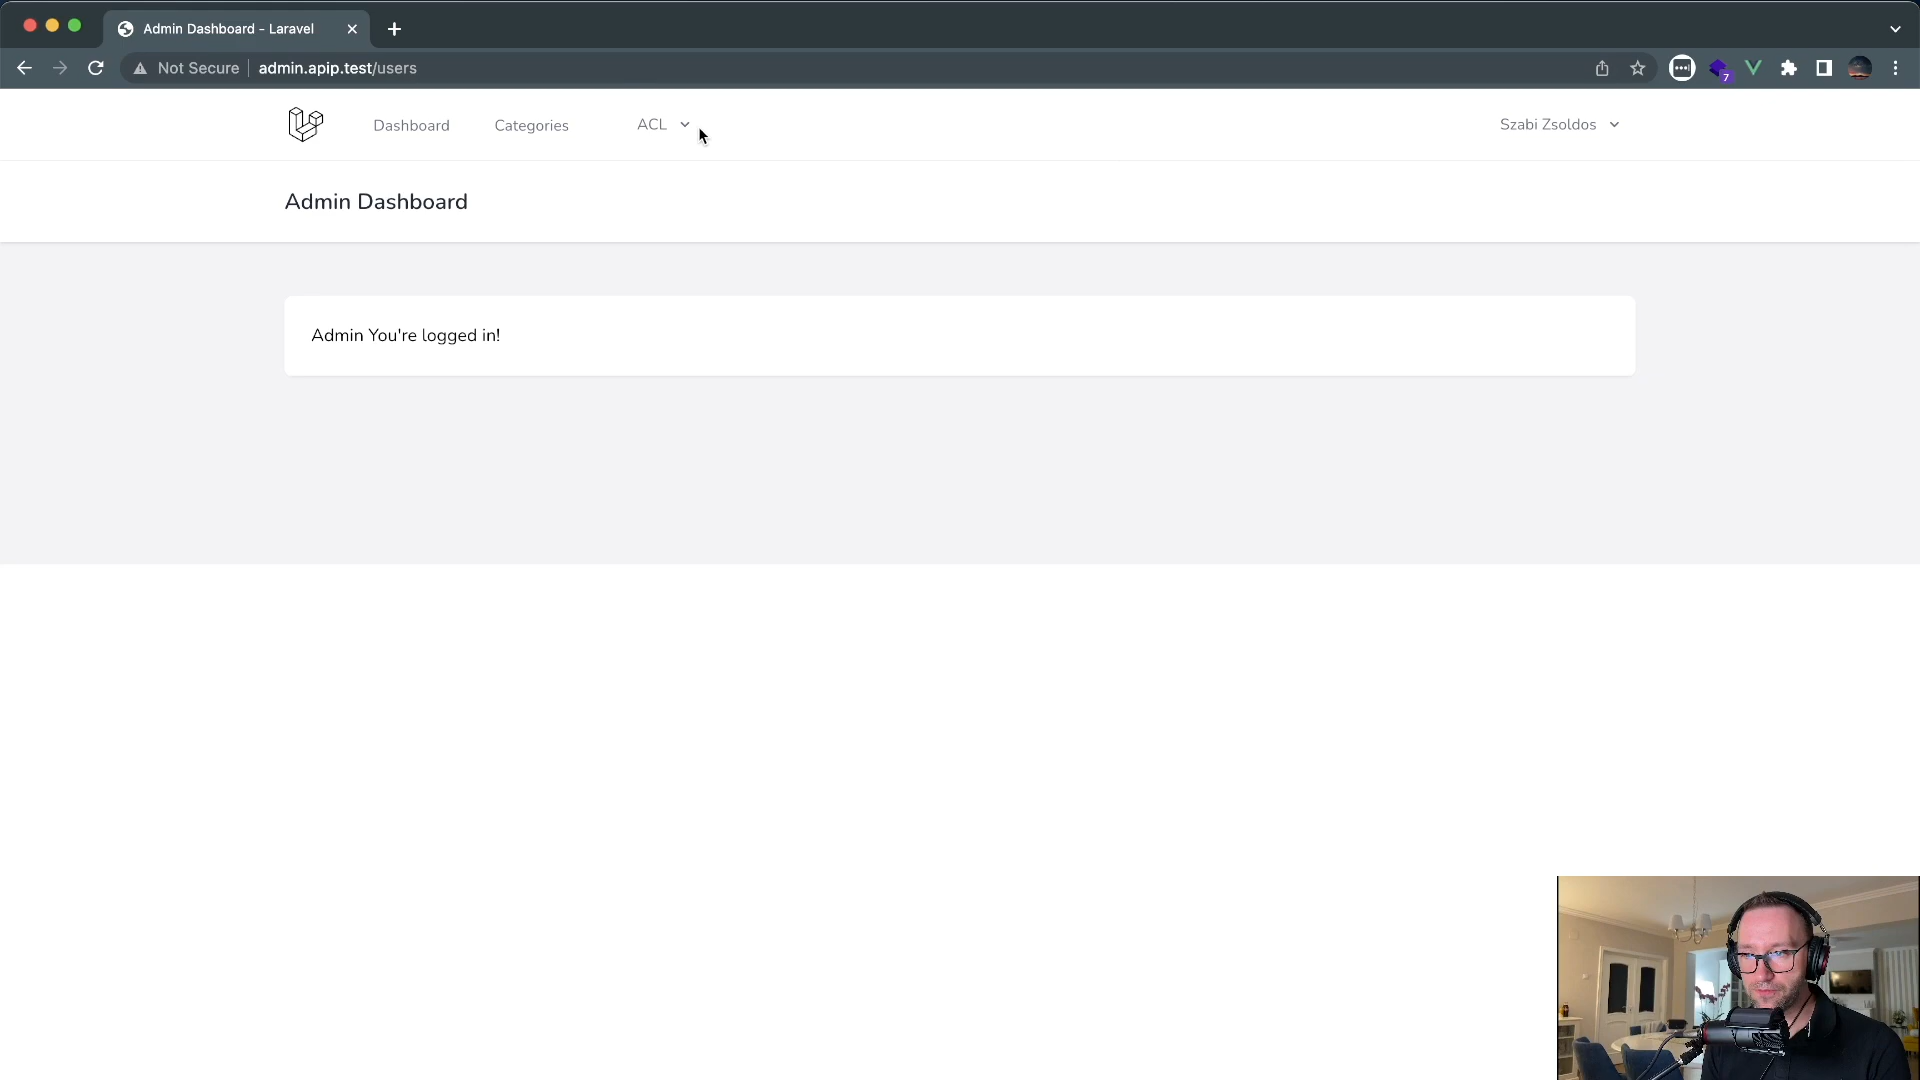 Admin Dashboard - Laravel
Not Secure admin.apip.test/users
7
Dashboard Categories ACL Szabi Zsoldos
Admin Dashboard
Admin You're logged in!